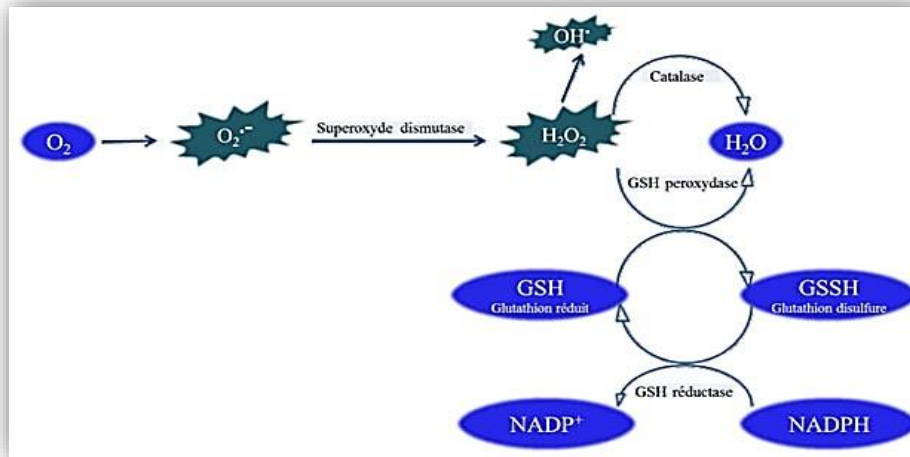 OH•
Catalase
Superoxyde dismutase
O₂
O₂•⁻
H₂O₂
H₂O
GSH peroxydase
GSH
Glutathion réduit
GSSH
Glutathion disulfure
GSH réductase
NADP⁺
NADPH